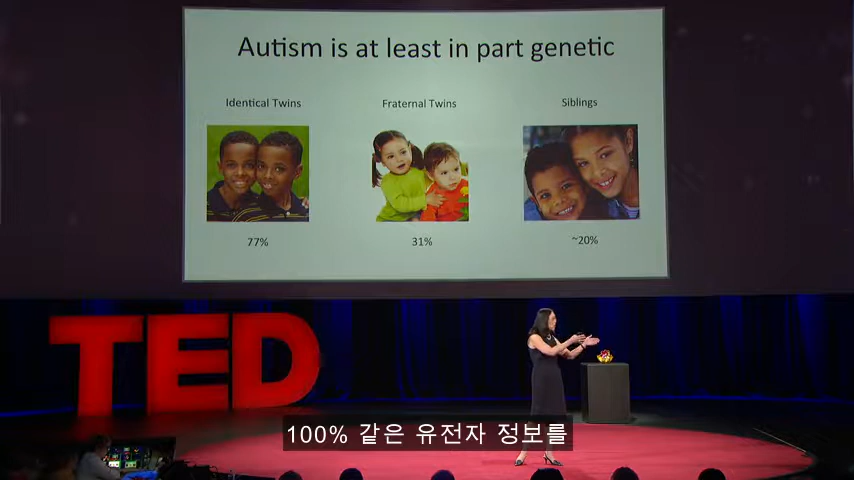 Autism is at least in part genetic
Identical Twins
Fraternal Twins
Siblings
77%
31%
~20%
TED
100% 같은 유전자 정보를